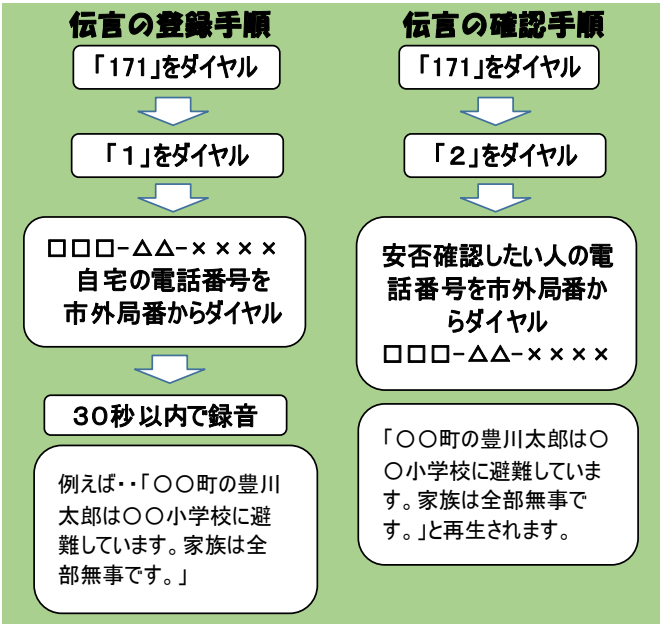 伝言の登録手順
「171」をダイヤル
「1」をダイヤル
□□□-△△-××××
自宅の電話番号を
市外局番からダイヤル
30秒以内で録音
例えば・・「〇〇町の豊川
太郎は〇〇小学校に避
難しています。家族は全
部無事です。」
伝言の確認手順
「171」をダイヤル
「2」をダイヤル
安否確認したい人の電
話番号を市外局番か
らダイヤル
□□□-△△-××××
「〇〇町の豊川太郎は〇
〇小学校に避難していま
す。家族は全部無事で
す。」と再生されます。